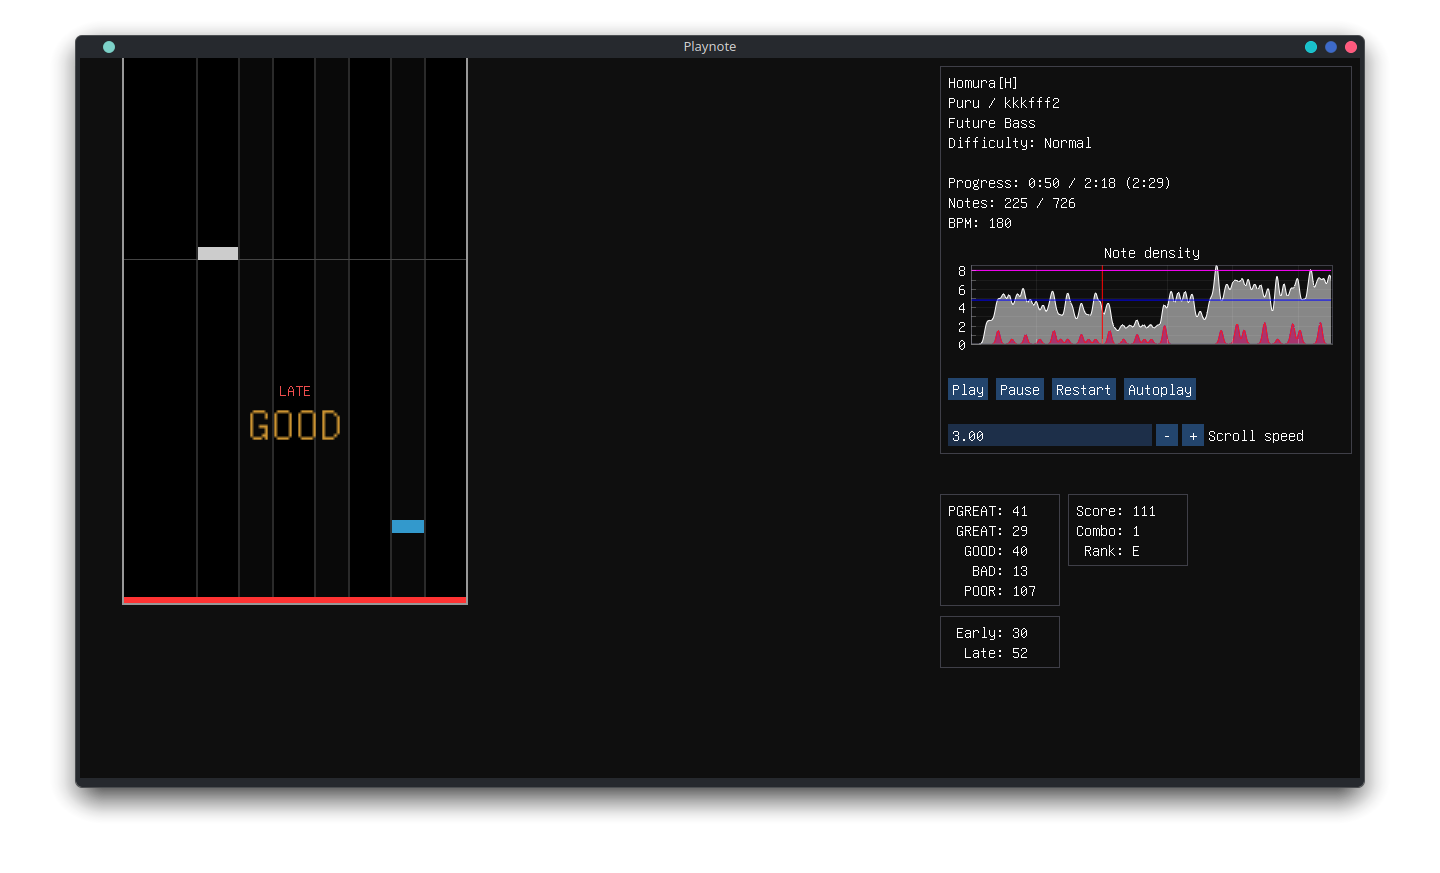 Playnote
Homura[H]
Puru / kkkfff2
Future Bass
Difficulty: Normal
Progress: 0:50 / 2:18 (2:29)
Notes: 225 / 726
BPM: 180
Note density
8
6
4
2
0
Play Pause Restart Autoplay
3.00 - + Scroll speed
LATE
GOOD
PGREAT: 41
GREAT: 29
GOOD: 40
BAD: 13
POOR: 107
Score: 111
Combo: 1
Rank: E
Early: 30
Late: 52